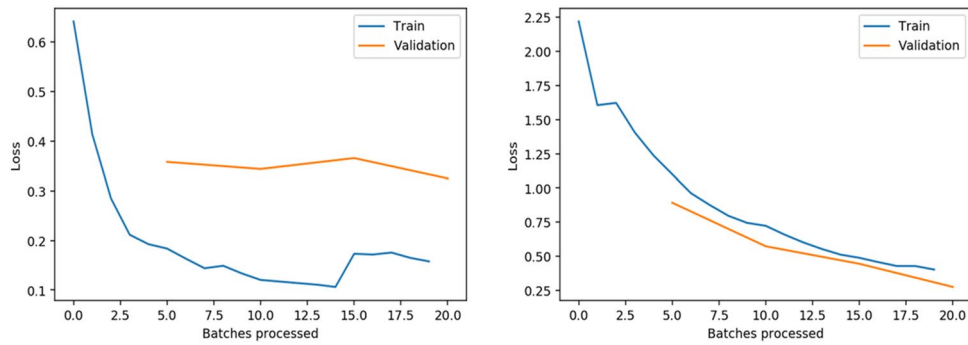 Train
Validation
0.6
0.5
0.4
0.3
0.2
0.1
Loss
0.0 2.5 5.0 7.5 10.0 12.5 15.0 17.5 20.0
Batches processed
Train
Validation
2.25
2.00
1.75
1.50
1.25
1.00
0.75
0.50
0.25
Loss
0.0 2.5 5.0 7.5 10.0 12.5 15.0 17.5 20.0
Batches processed